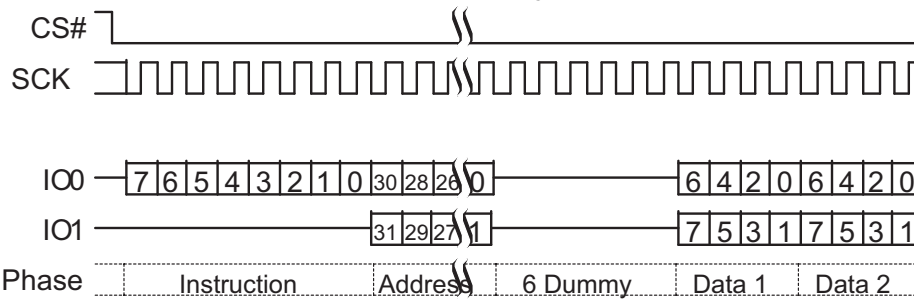 CS#
SCK
IO0 7 6 5 4 3 2 1 0 30 28 26 0 6 4 2 0 6 4 2 0
IO1 31 29 27 1 7 5 3 1 7 5 3 1
Phase Instruction Address 6 Dummy Data 1 Data 2